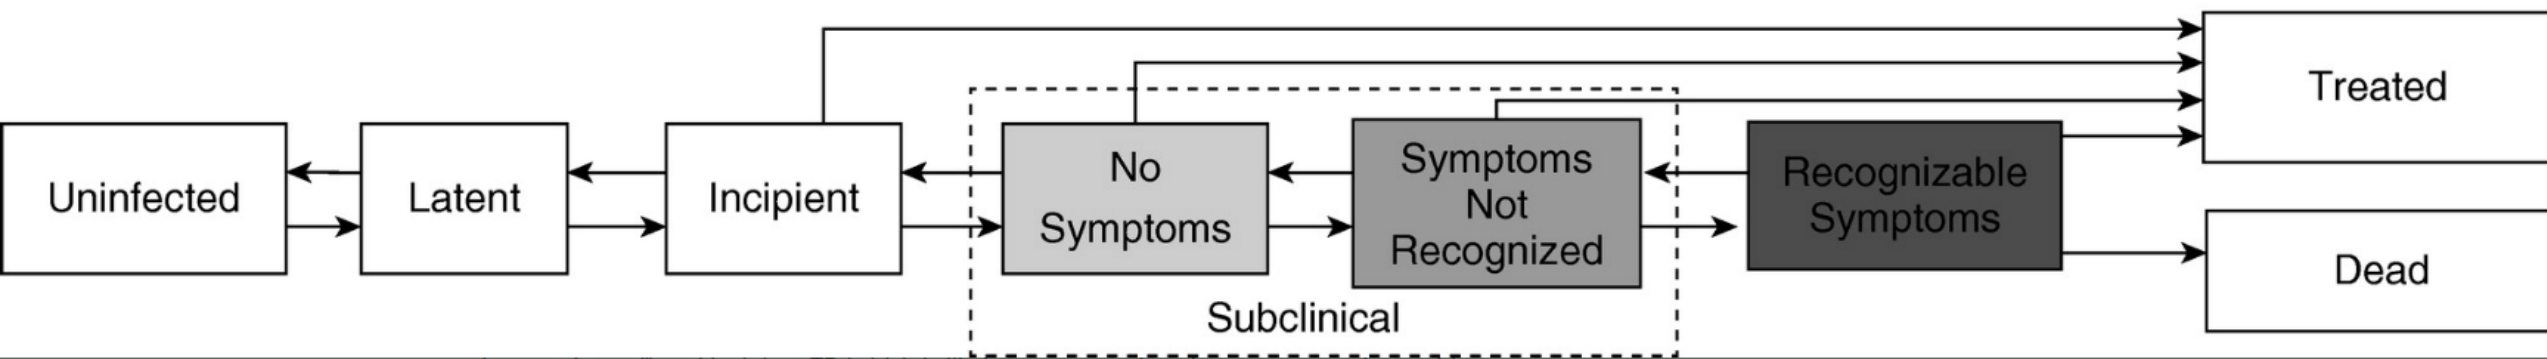 Uninfected
Latent
Incipient
No
Symptoms
Symptoms
Not
Recognized
Subclinical
Recognizable
Symptoms
Treated
Dead